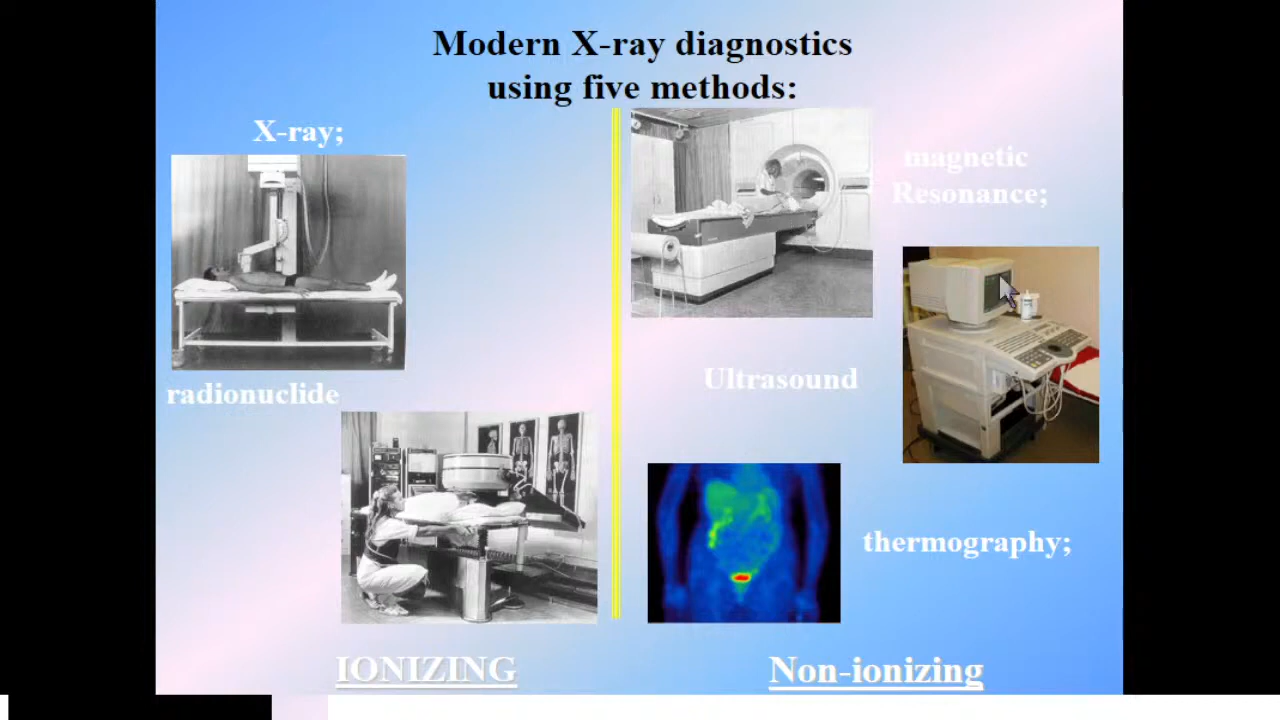 Modern X-ray diagnostics
using five methods:
X-ray;
magnetic
Resonance;
radionuclide
Ultrasound
thermography;
IONIZING
Non-ionizing